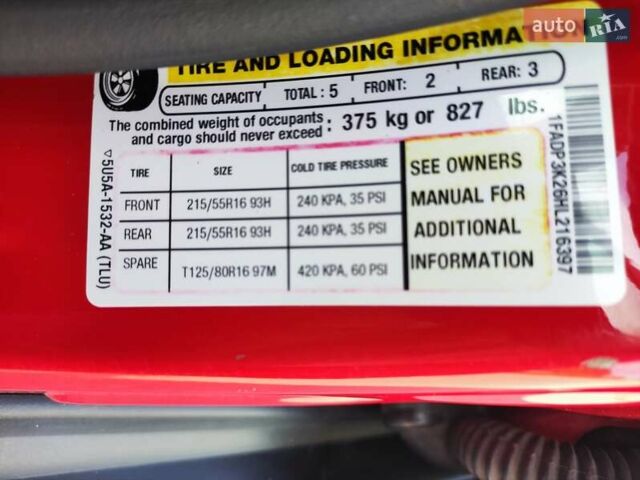 auto RIA
.com
TIRE AND LOADING INFORMATION
SEATING CAPACITY TOTAL : 5 FRONT: 2 REAR: 3
The combined weight of occupants
and cargo should never exceed : 375 kg or 827 lbs.
TIRE SIZE COLD TIRE PRESSURE
FRONT 215/55R16 93H 240 KPA, 35 PSI
REAR 215/55R16 93H 240 KPA, 35 PSI
SPARE T125/80R16 97M 420 KPA, 60 PSI
SEE OWNERS
MANUAL FOR
ADDITIONAL
INFORMATION
▽5U5A-1532-AA (TLU)
1FADP3K26HL216397